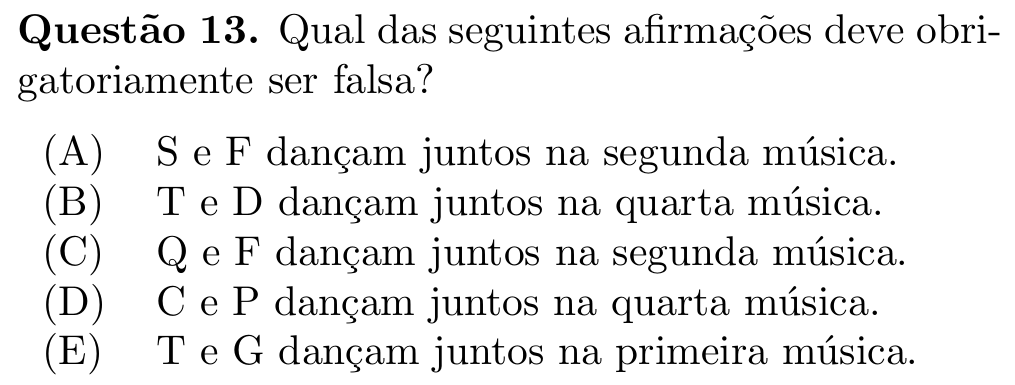 Questão 13. Qual das seguintes afirmações deve obri-
gatoriamente ser falsa?
(A) S e F dançam juntos na segunda música.
(B) T e D dançam juntos na quarta música.
(C) Q e F dançam juntos na segunda música.
(D) C e P dançam juntos na quarta música.
(E) T e G dançam juntos na primeira música.